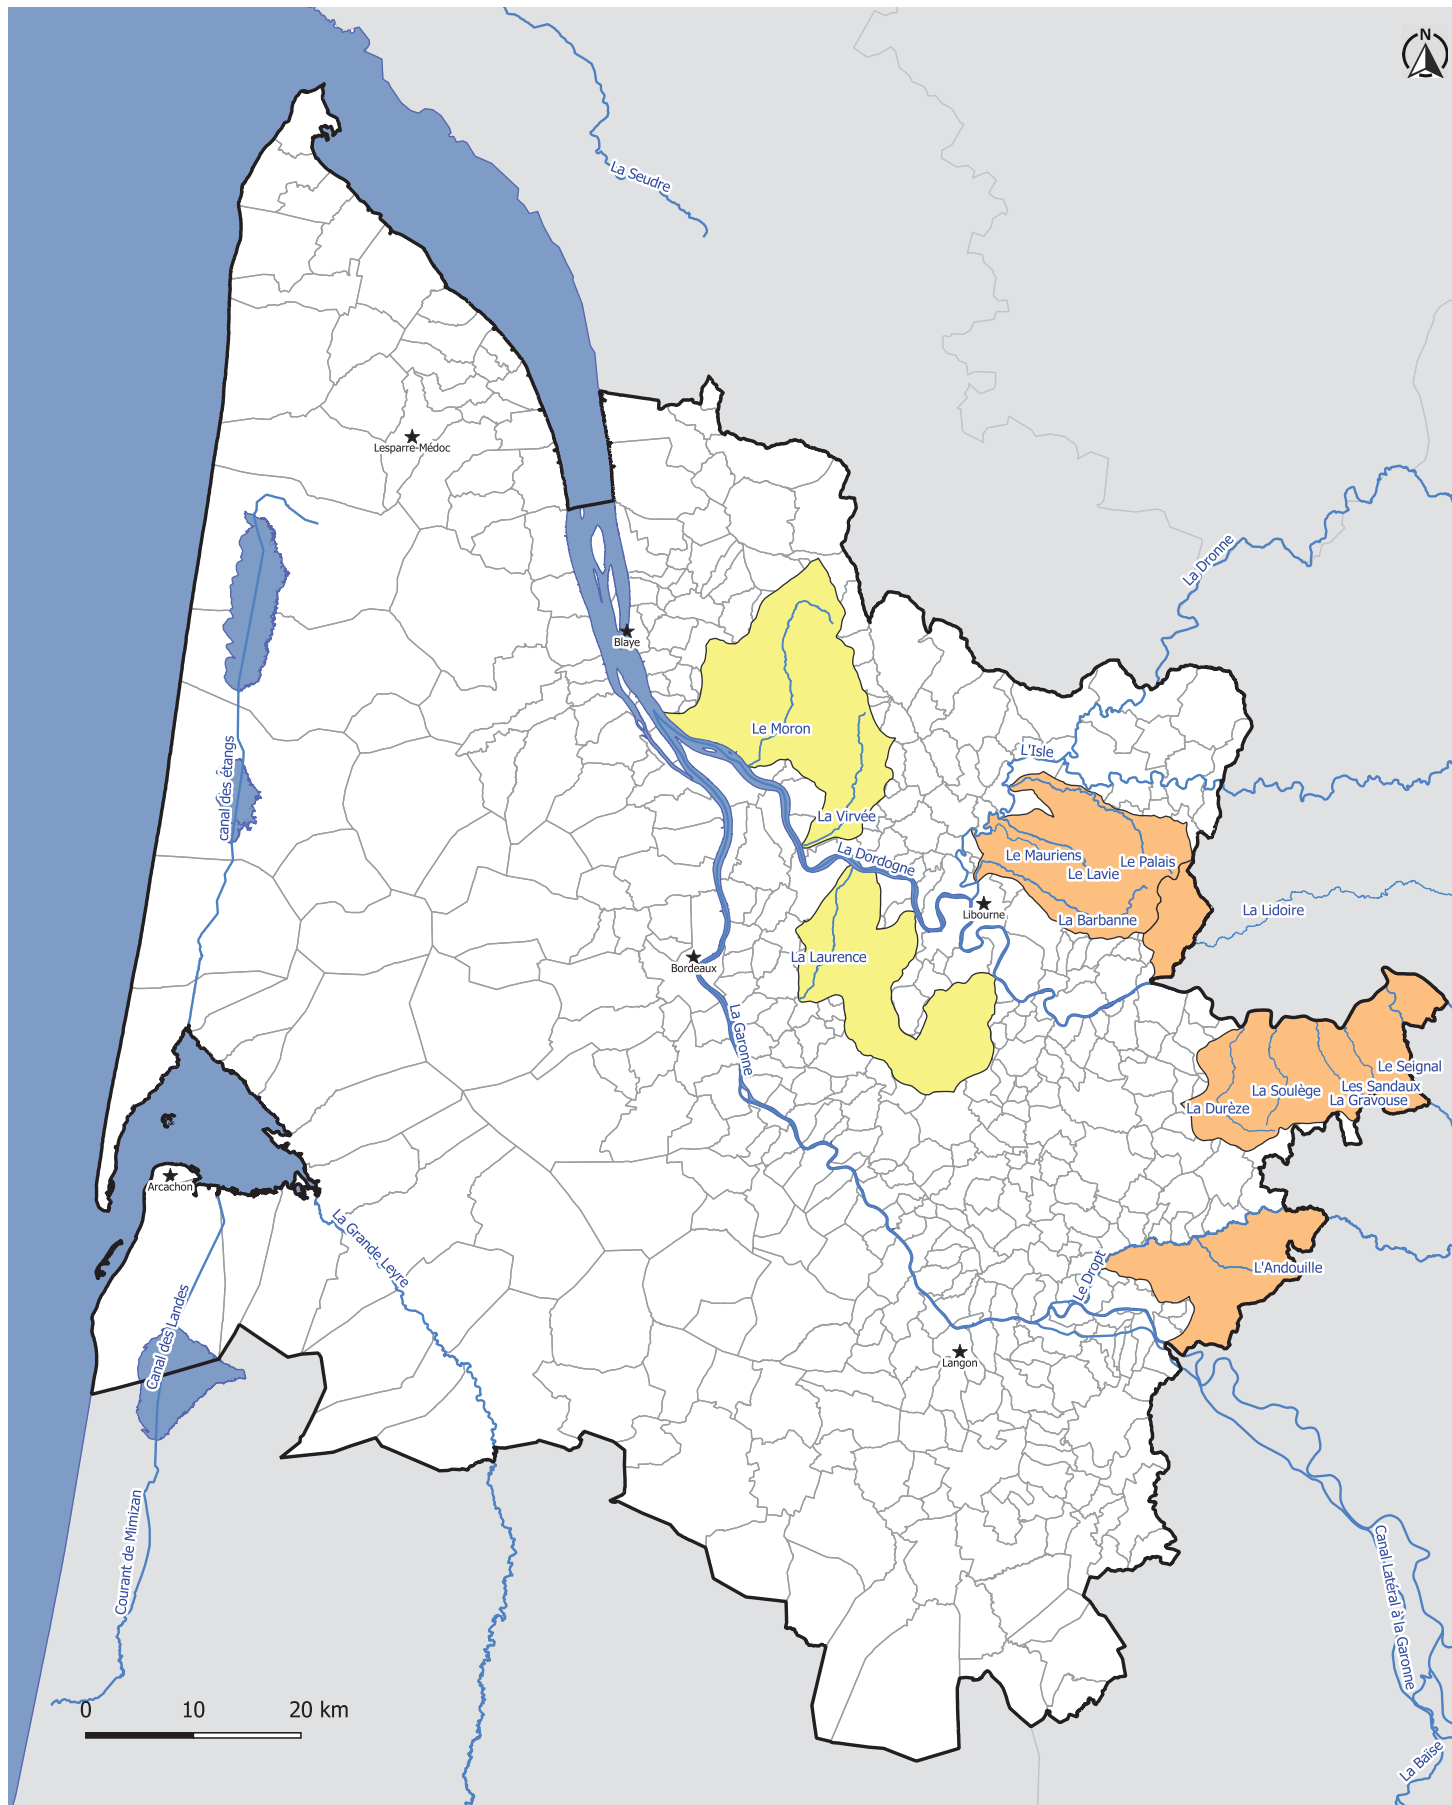 N
La Seudre
Lesparre-Médoc
La Dronne
Blaye
Le Moron
L'Isle
canal des étangs
La Virvée
La Dordogne
Le Mauriens
Le Palais
Le Lavie
La Lidoire
Libourne
La Barbanne
La Laurence
Bordeaux
La Garonne
Le Seignal
Les Sandaux
La Soulège
La Gravouse
La Durèze
Arcachon
La Grande Leyre
Le Dropt
L'Andouille
Canal des Landes
Langon
Courant de Mimizan
Canal Latéral à la Garonne
0 10 20 km
La Baïse